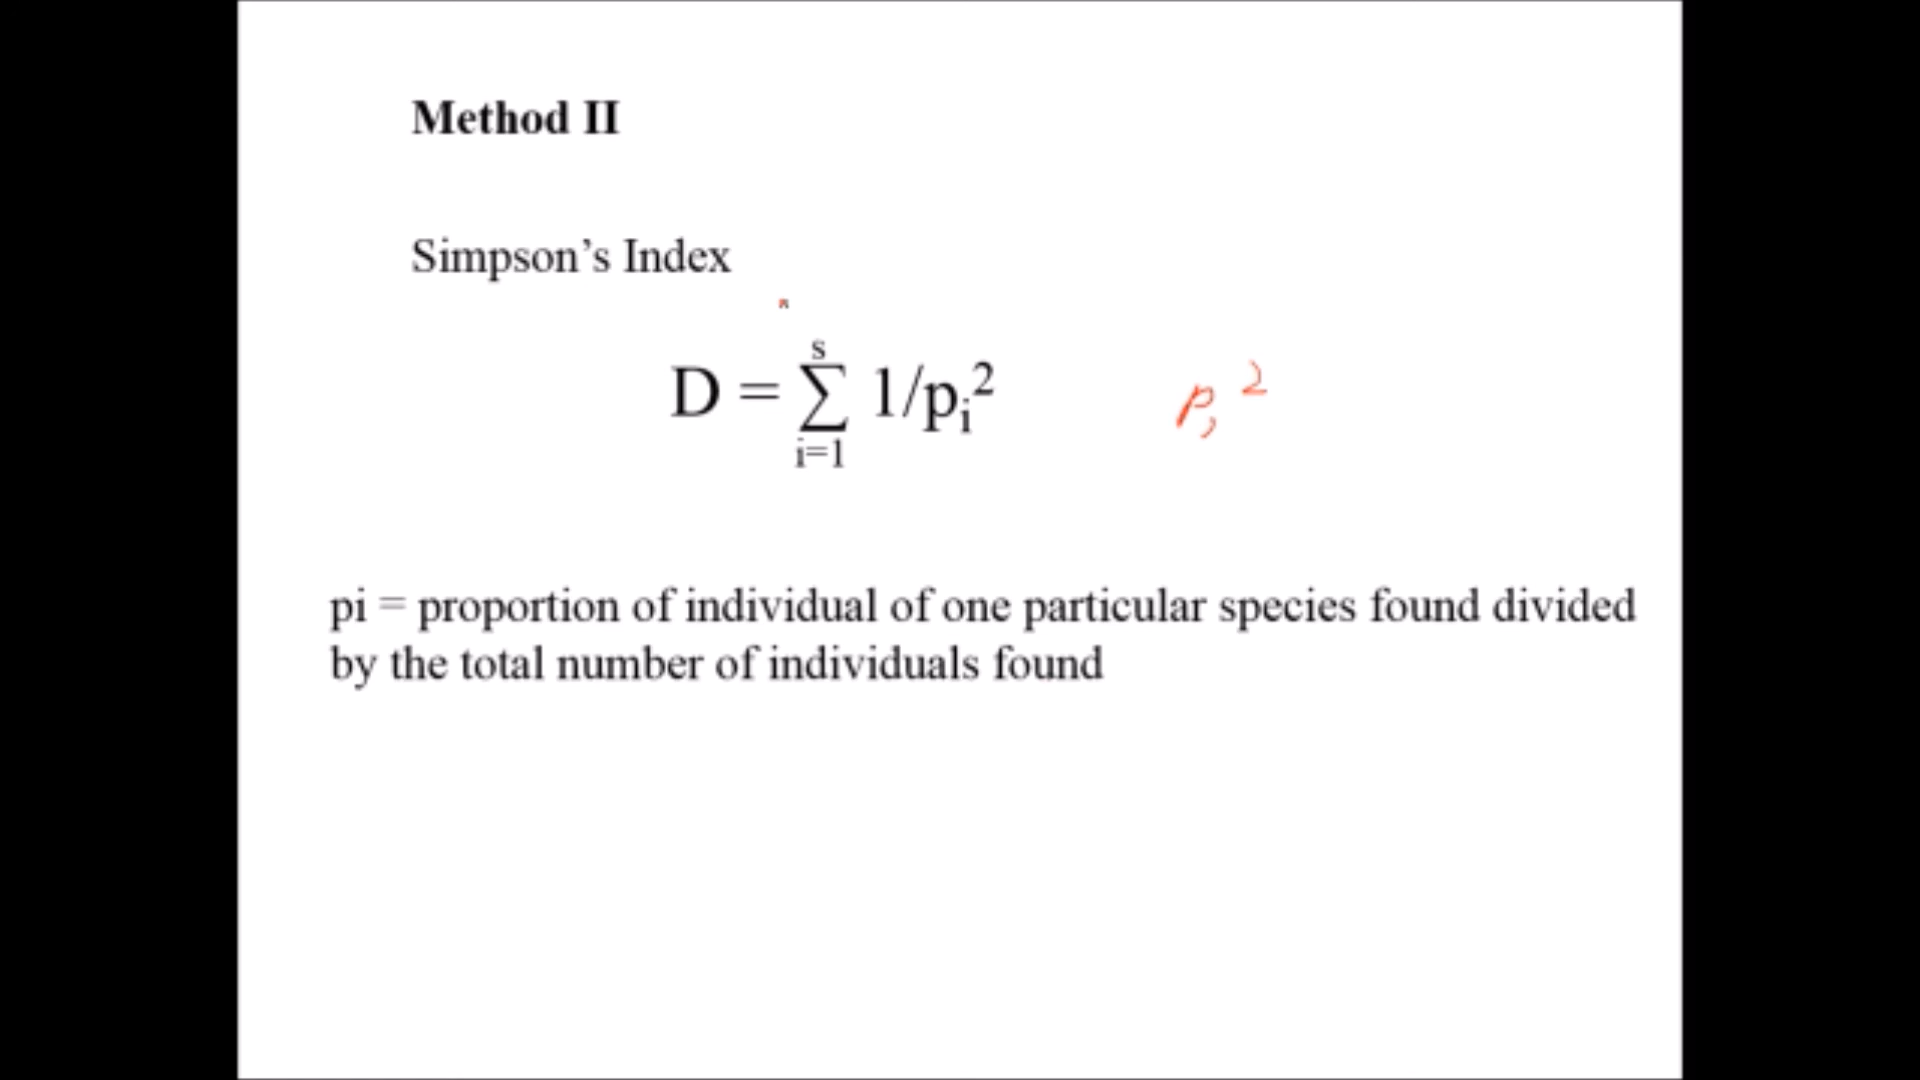 Method II
Simpson's Index
s
D = ∑ 1/pᵢ²
i=1
pᵢ²
pi = proportion of individual of one particular species found divided
by the total number of individuals found